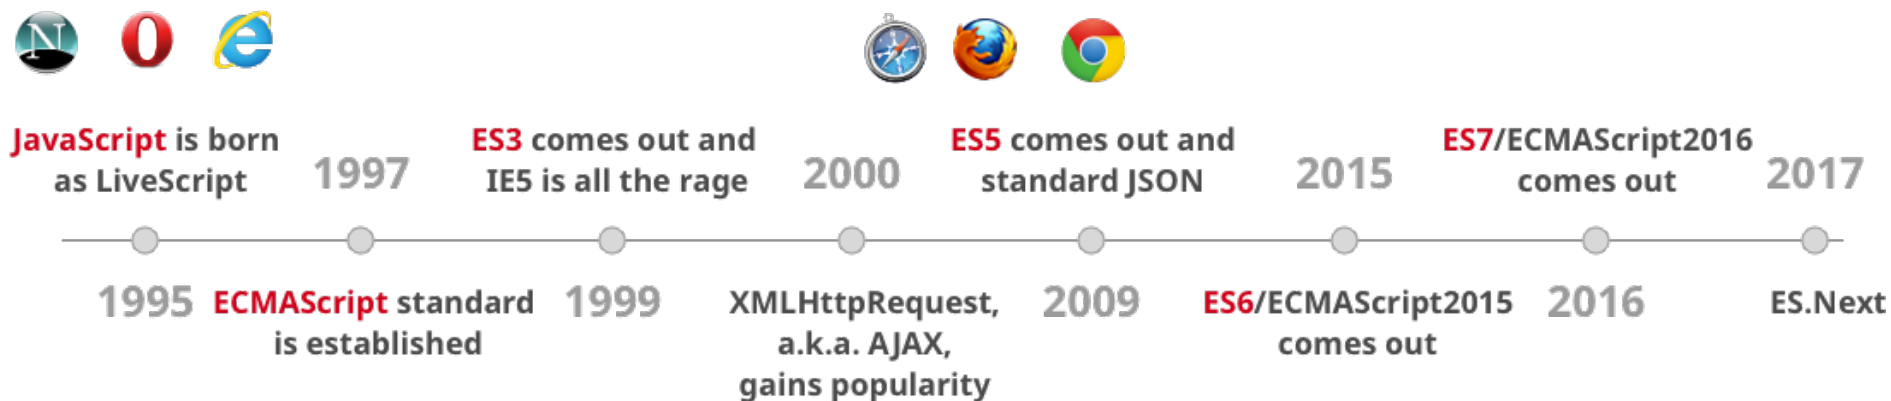 JavaScript is born
as LiveScript
1995
1997
ECMAScript standard
is established
ES3 comes out and
IE5 is all the rage
1999
2000
XMLHttpRequest,
a.k.a. AJAX,
gains popularity
ES5 comes out and
standard JSON
2009
2015
ES6/ECMAScript2015
comes out
ES7/ECMAScript2016
comes out
2016
2017
ES.Next